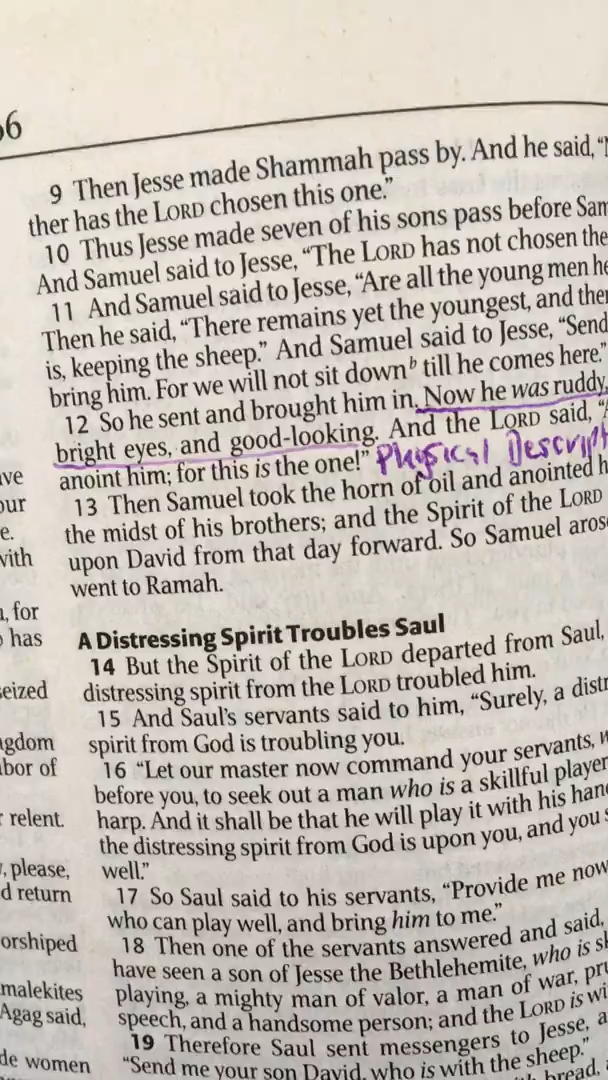 66
9 Then Jesse made Shammah pass by. And he said, “
ther has the LORD chosen this one.”
10 Thus Jesse made seven of his sons pass before Sam
And Samuel said to Jesse, “The LORD has not chosen the
11 And Samuel said to Jesse, “Are all the young men he
Then he said, “There remains yet the youngest, and ther
is, keeping the sheep.” And Samuel said to Jesse, “Send
bring him. For we will not sit down b till he comes here.”
12 So he sent and brought him in. Now he was ruddy,
bright eyes, and good-looking. And the LORD said, “A
anoint him; for this is the one!” Physical Descript
13 Then Samuel took the horn of oil and anointed h
the midst of his brothers; and the Spirit of the LORD
upon David from that day forward. So Samuel arose
went to Ramah.
A Distressing Spirit Troubles Saul
14 But the Spirit of the LORD departed from Saul,
distressing spirit from the LORD troubled him.
15 And Saul’s servants said to him, “Surely, a distr
spirit from God is troubling you.
16 “Let our master now command your servants, w
before you, to seek out a man who is a skillful player
harp. And it shall be that he will play it with his han
the distressing spirit from God is upon you, and you s
well.”
17 So Saul said to his servants, “Provide me now
who can play well, and bring him to me.”
18 Then one of the servants answered and said,
have seen a son of Jesse the Bethlehemite, who is sk
playing, a mighty man of valor, a man of war, pru
speech, and a handsome person; and the LORD is wi
19 Therefore Saul sent messengers to Jesse, a
“Send me your son David, who is with the sheep.”
bread,
ave
our
e.
with
, for
has
seized
ngdom
bor of
r relent.
, please,
d return
orshiped
malekites
Agag said,
de women